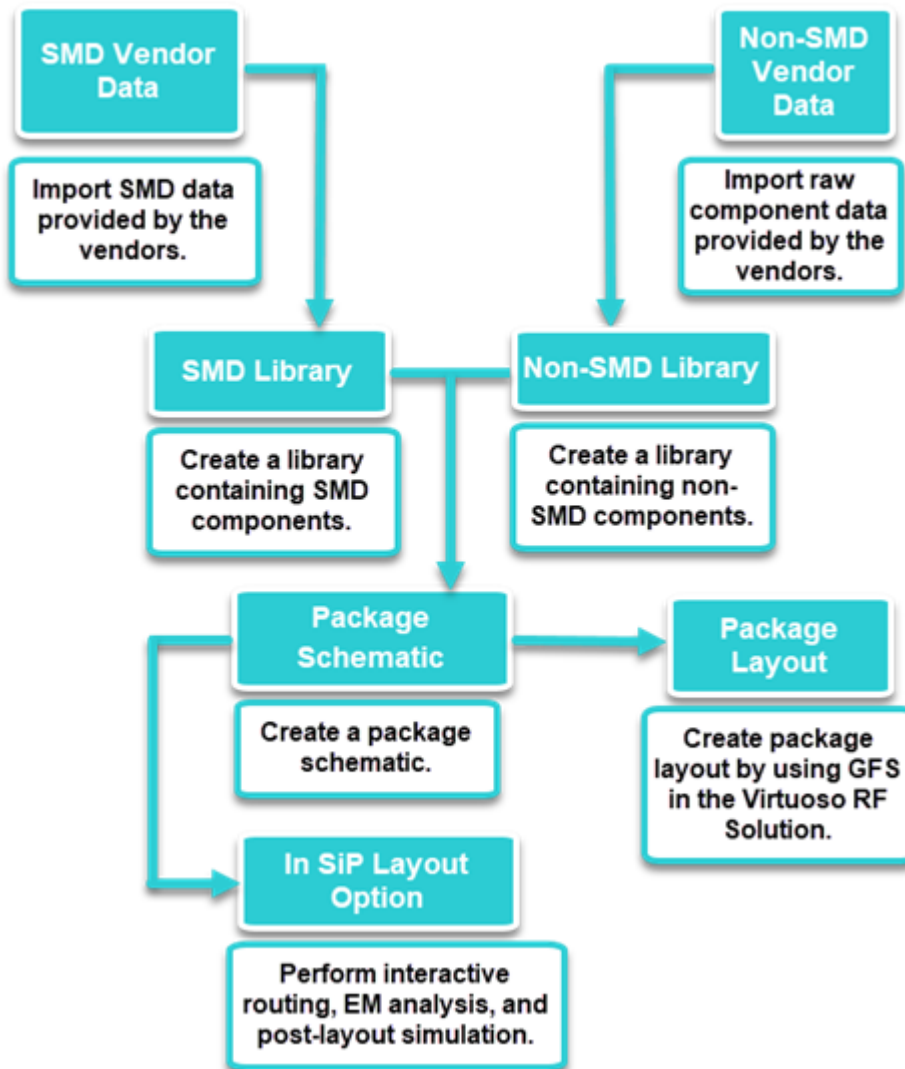 SMD Vendor
Data
Non-SMD
Vendor
Data
Import SMD data
provided by the
vendors.
Import raw
component data
provided by the
vendors.
SMD Library
Non-SMD Library
Create a library
containing SMD
components.
Create a library
containing non-
SMD components.
Package
Schematic
Package
Layout
Create a package
schematic.
Create package
layout by using GFS
in the Virtuoso RF
Solution.
In SiP Layout
Option
Perform interactive
routing, EM analysis, and
post-layout simulation.